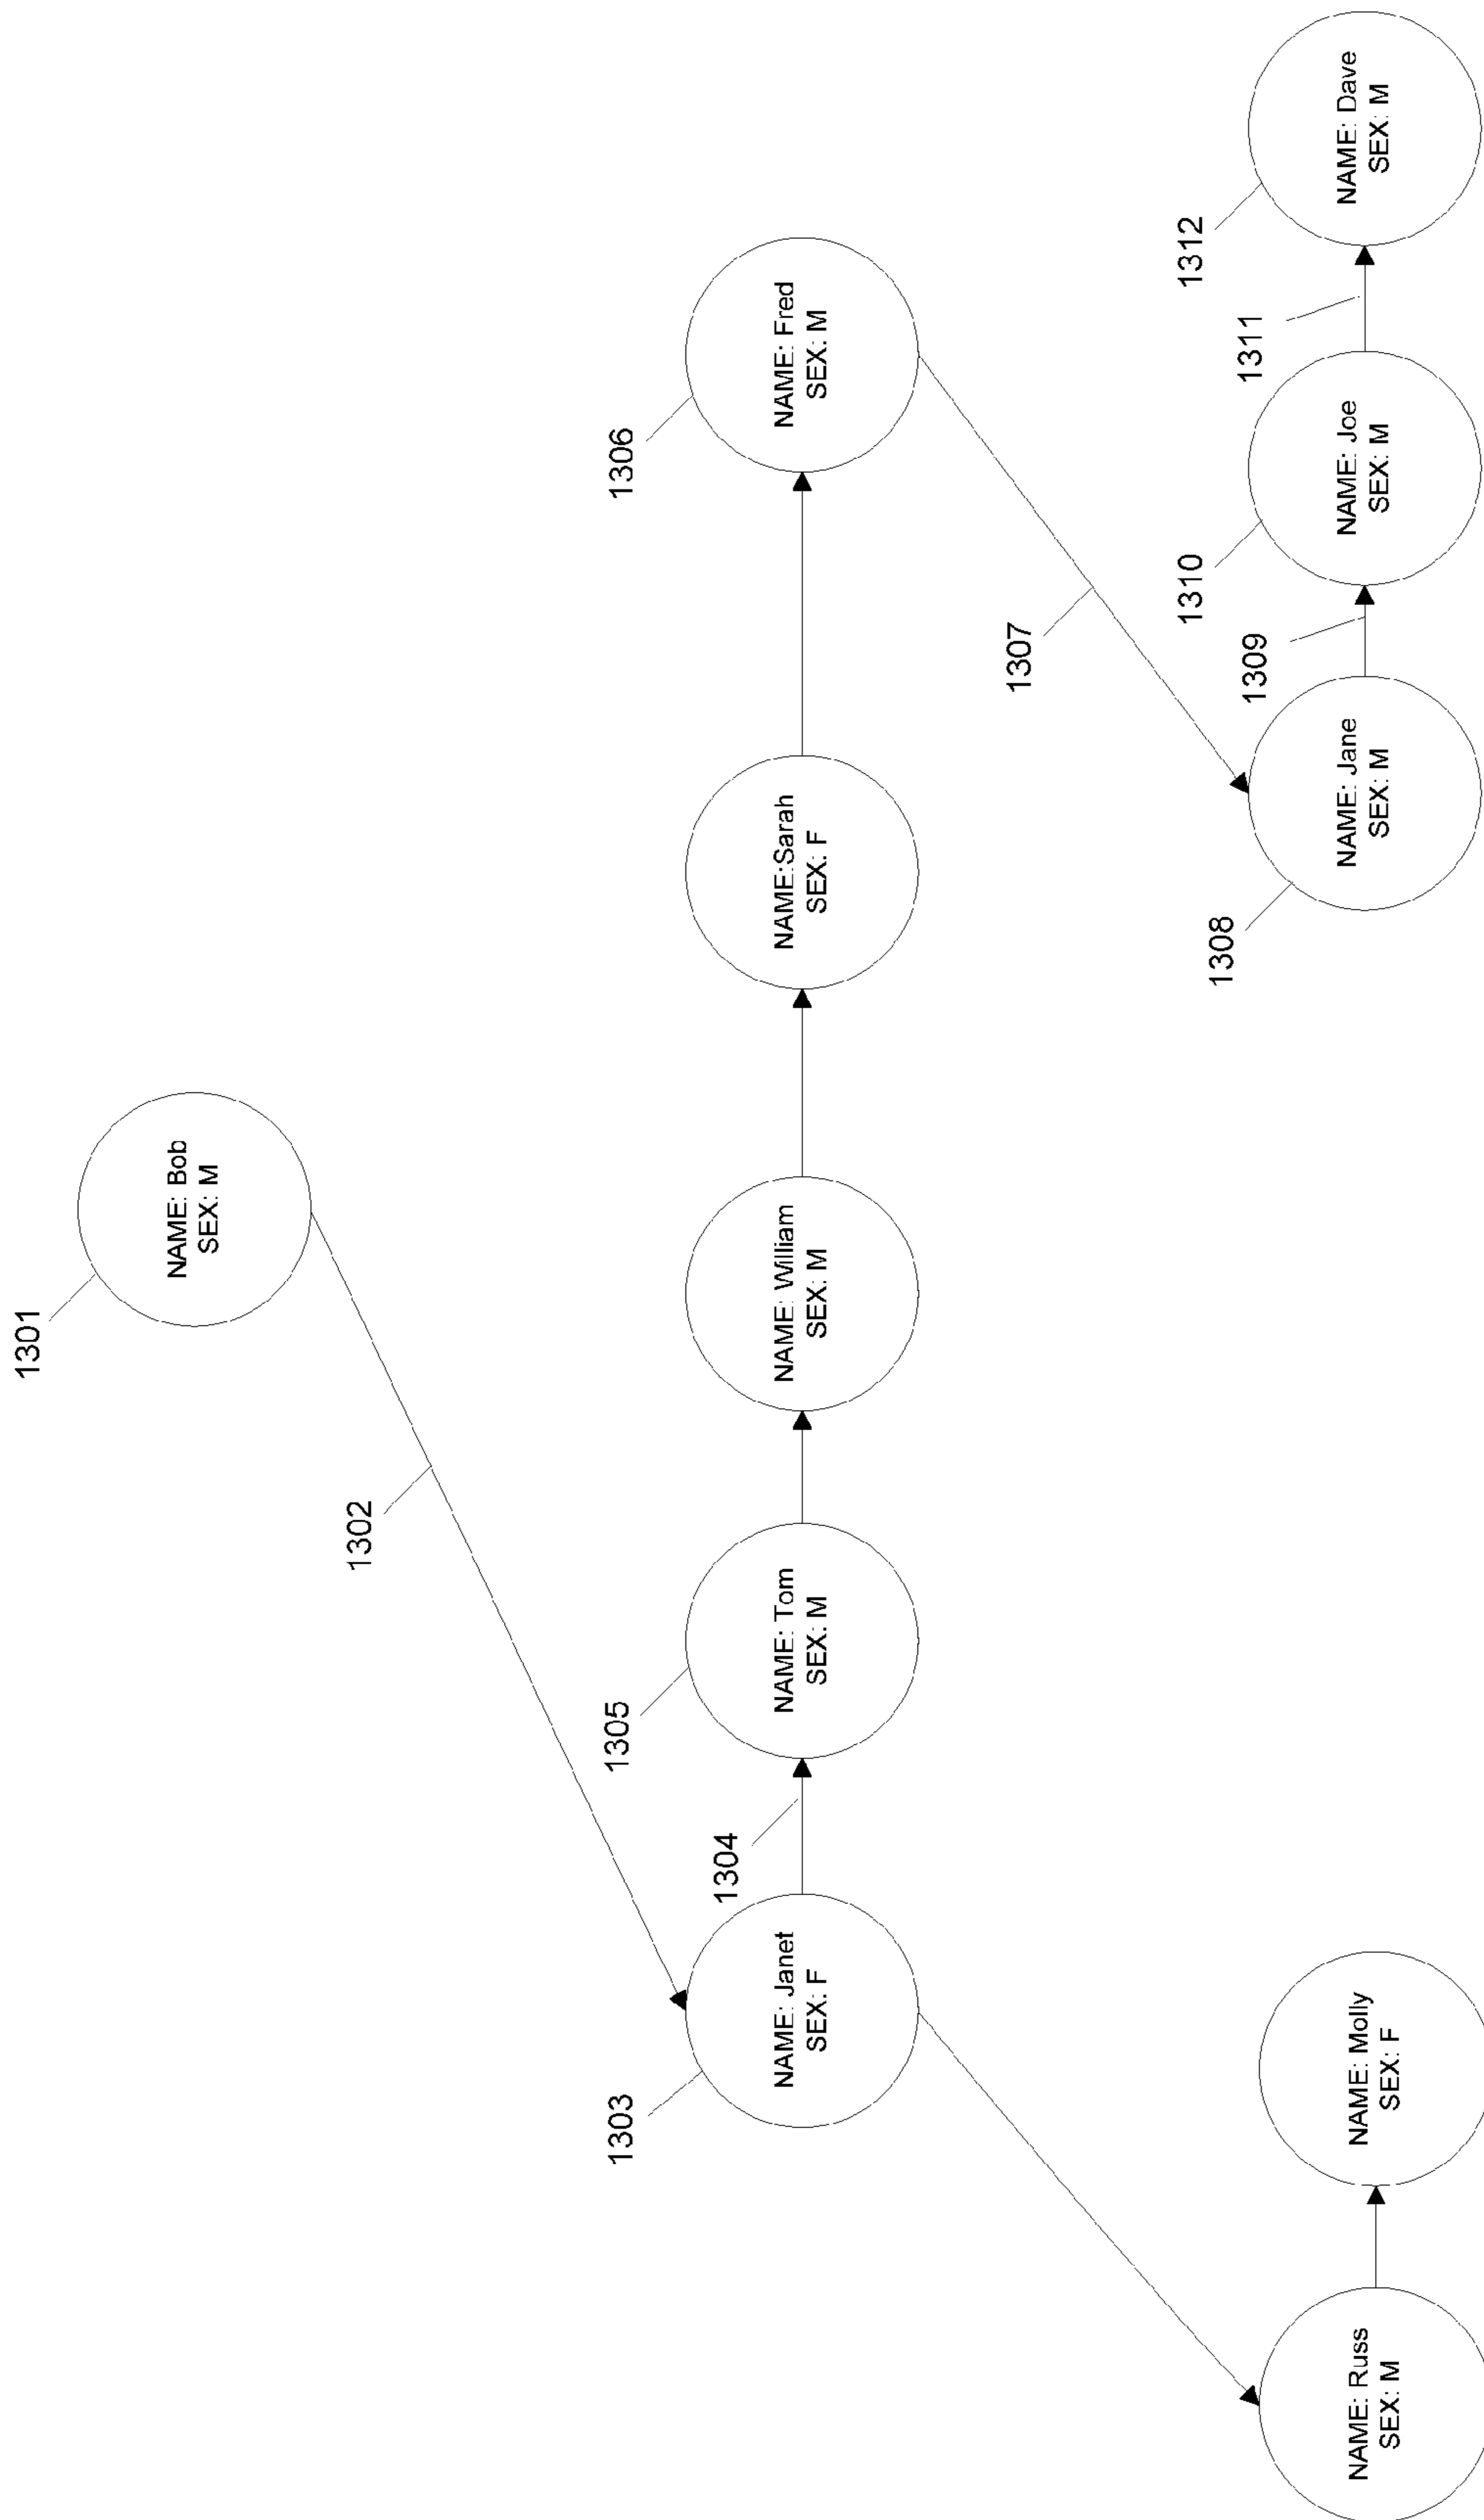 1301
NAME: Bob
SEX: M
1302
1303
NAME: Janet
SEX: F
1304
1305
NAME: Tom
SEX: M
NAME: William
SEX: M
NAME:Sarah
SEX: F
1306
NAME: Fred
SEX: M
1307
NAME: Russ
SEX: M
NAME: Molly
SEX: F
1308
NAME: Jane
SEX: M
1309
1310
NAME: Joe
SEX: M
1311
1312
NAME: Dave
SEX: M